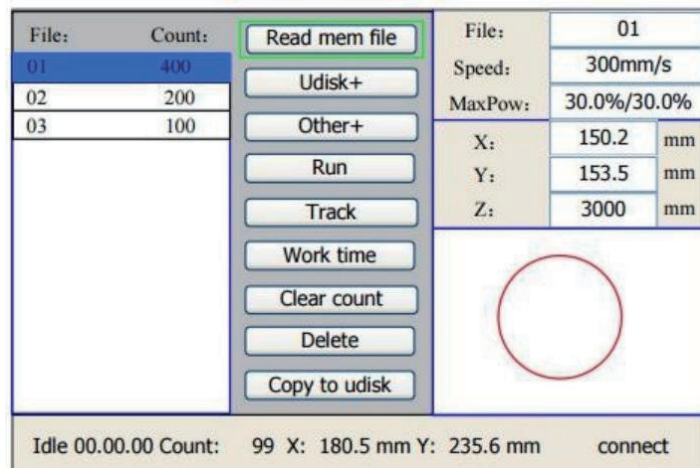 File: Count:
01 400
02 200
03 100
Read mem file
Udisk+
Other+
Run
Track
Work time
Clear count
Delete
Copy to udisk
File: 01
Speed: 300mm/s
MaxPow: 30.0%/30.0%
X: 150.2 mm
Y: 153.5 mm
Z: 3000 mm
Idle 00.00.00 Count: 99 X: 180.5 mm Y: 235.6 mm connect